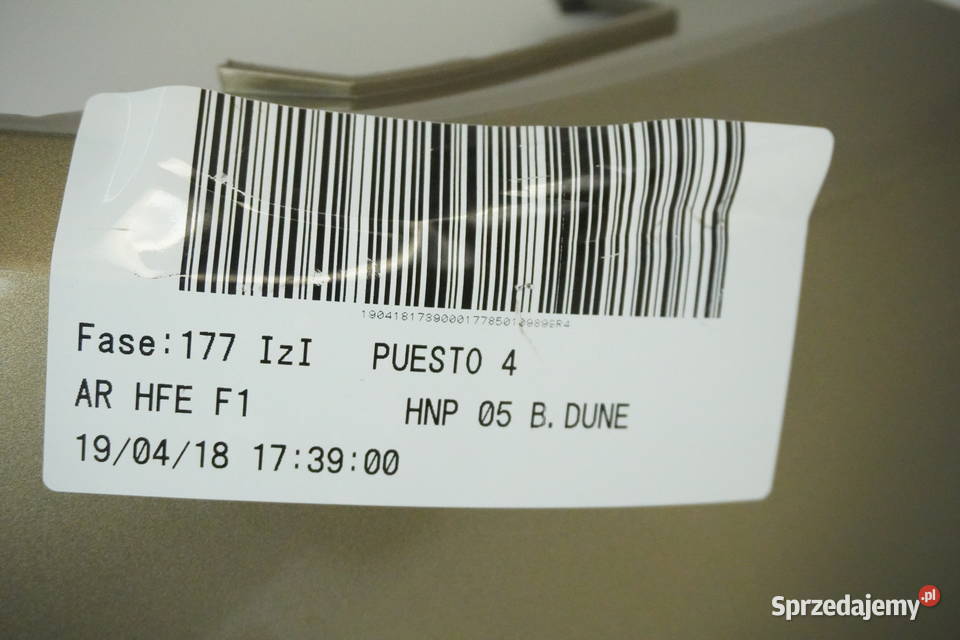 190418173900017785010989GR4
Fase:177 IzI PUESTO 4
AR HFE F1 HNP 05 B.DUNE
19/04/18 17:39:00
Sprzedajemy.pl